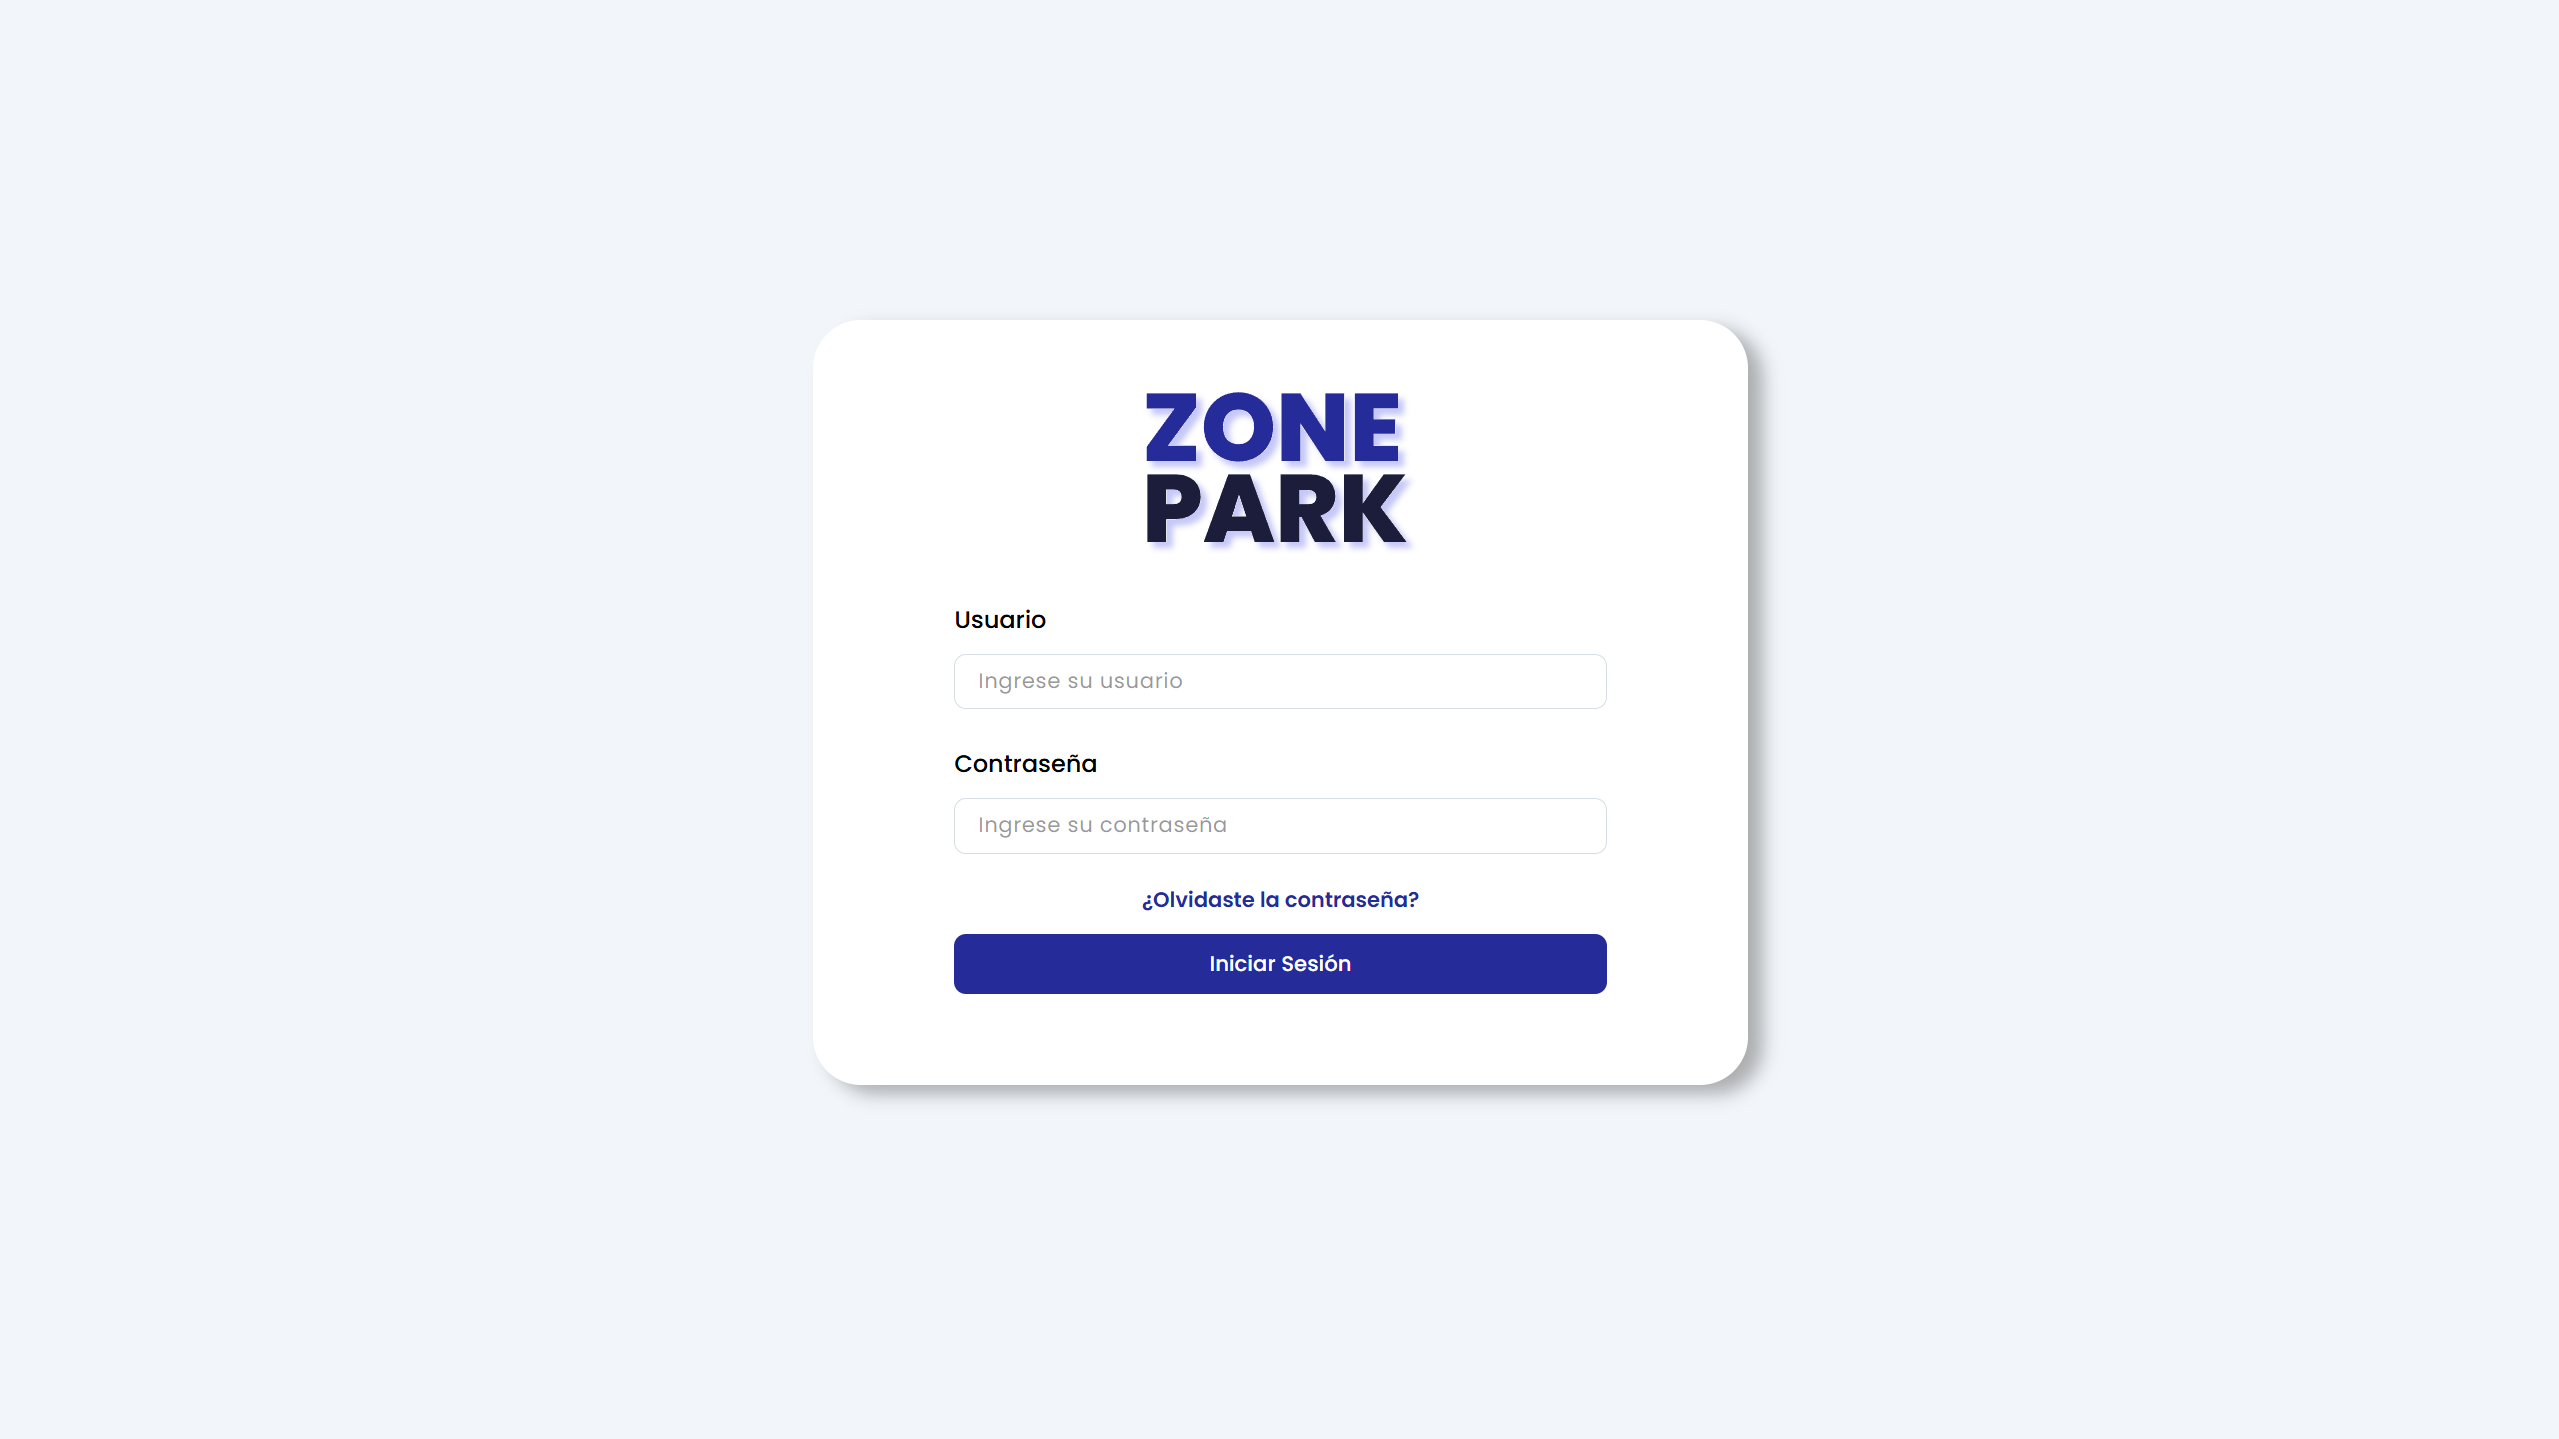 ZONE
PARK
Usuario
Ingrese su usuario
Contraseña
Ingrese su contraseña
¿Olvidaste la contraseña?
Iniciar Sesión